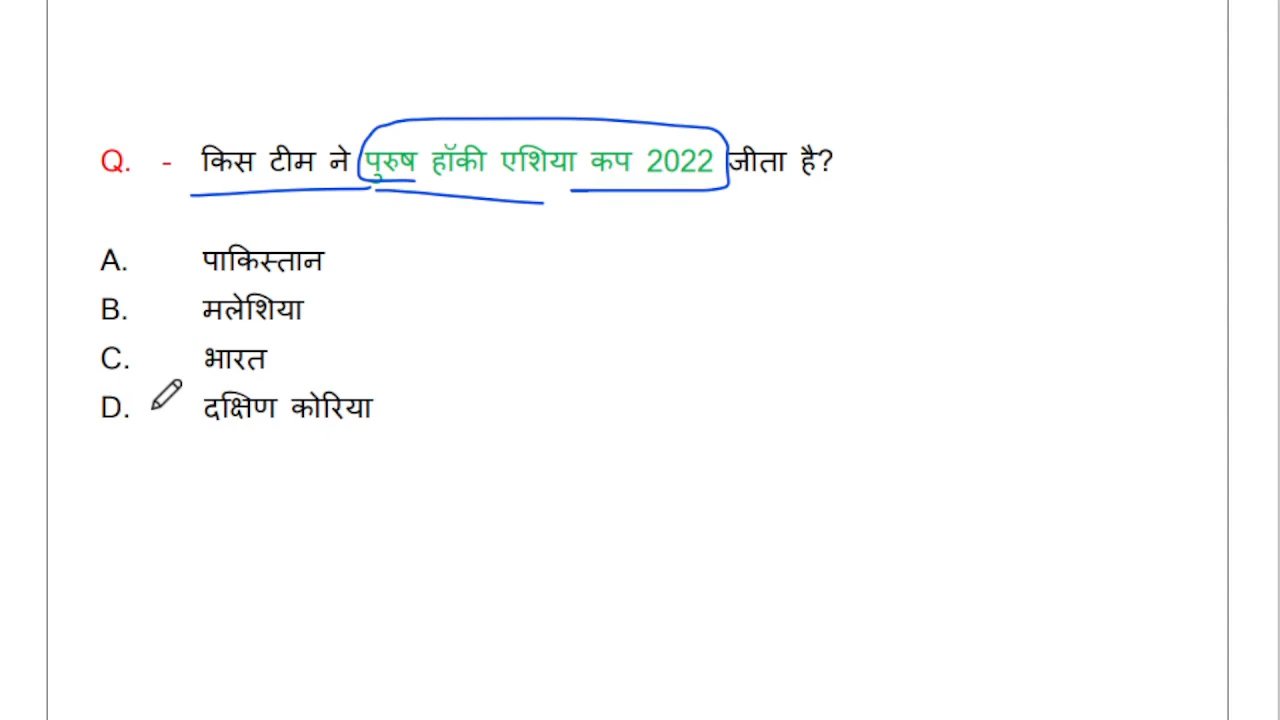 Q. - किस टीम ने पुरुष हॉकी एशिया कप 2022 जीता है?
A. पाकिस्तान
B. मलेशिया
C. भारत
D. दक्षिण कोरिया